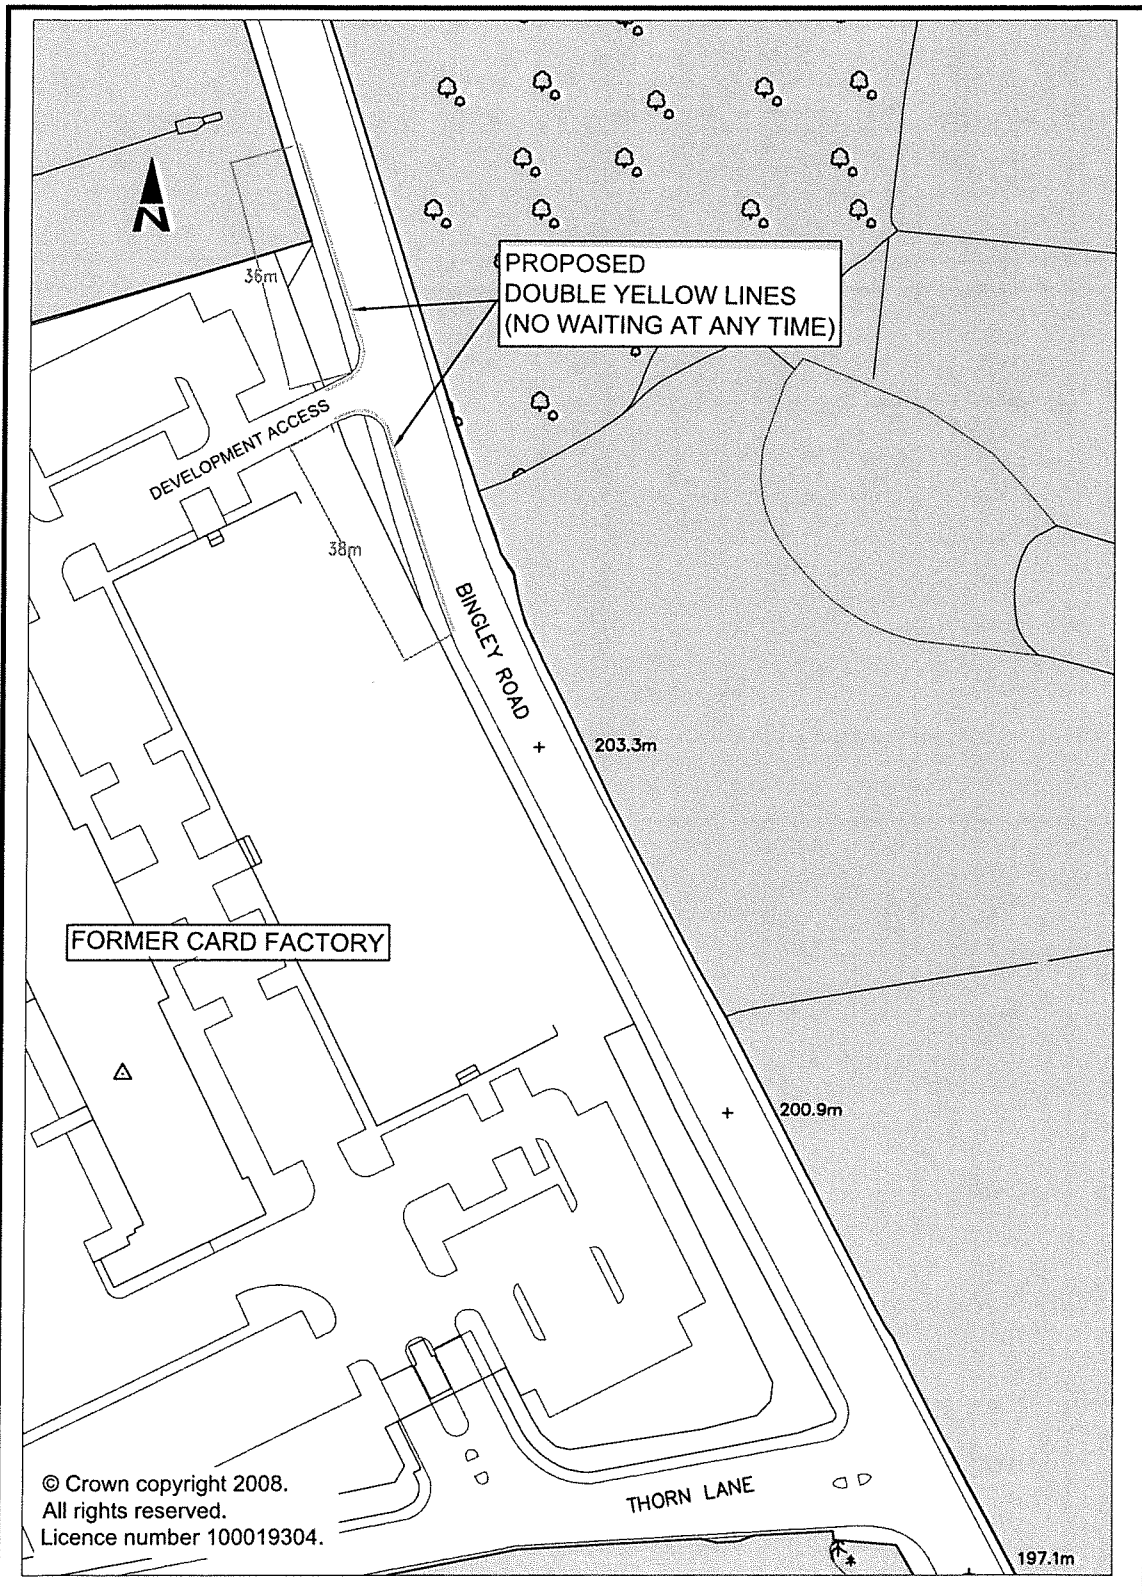 N
PROPOSED
DOUBLE YELLOW LINES
(NO WAITING AT ANY TIME)
36m
DEVELOPMENT ACCESS
38m
BINGLEY ROAD
203.3m
FORMER CARD FACTORY
200.9m
© Crown copyright 2008.
All rights reserved.
Licence number 100019304.
THORN LANE
197.1m